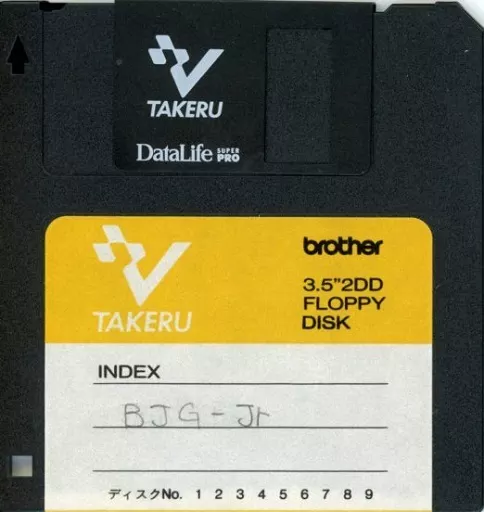 TAKERU
DataLife SUPER PRO
brother
TAKERU
3.5"2DD
FLOPPY
DISK
INDEX
BJG-Jr
ディスクNo. 1 2 3 4 5 6 7 8 9